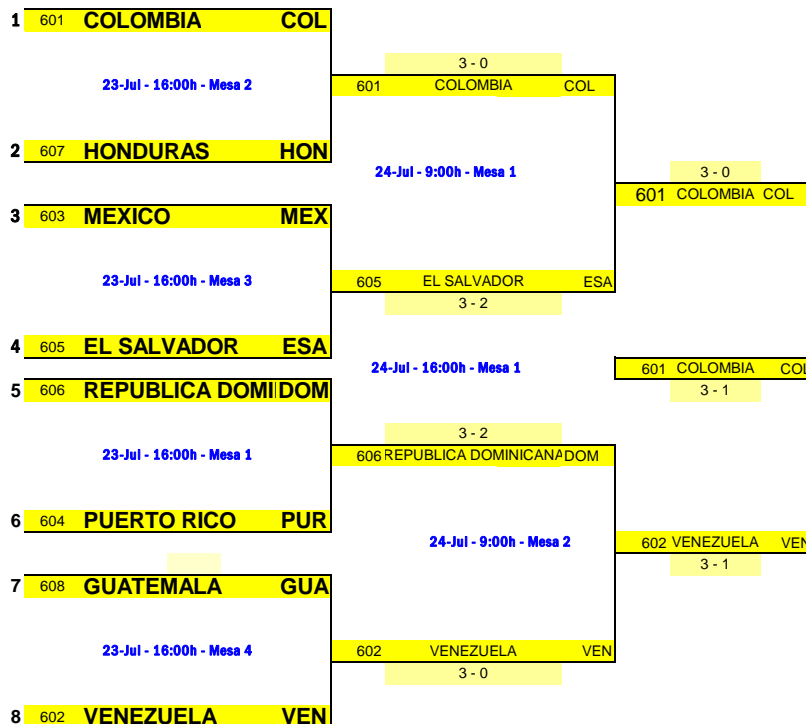 1 601 COLOMBIA COL
3 - 0
23-Jul - 16:00h - Mesa 2
601 COLOMBIA COL
2 607 HONDURAS HON
24-Jul - 9:00h - Mesa 1
3 - 0
601 COLOMBIA COL
3 603 MEXICO MEX
23-Jul - 16:00h - Mesa 3
605 EL SALVADOR ESA
3 - 2
4 605 EL SALVADOR ESA
24-Jul - 16:00h - Mesa 1
601 COLOMBIA COL
3 - 1
5 606 REPUBLICA DOMI DOM
3 - 2
23-Jul - 16:00h - Mesa 1
606 REPUBLICA DOMINICANA DOM
6 604 PUERTO RICO PUR
24-Jul - 9:00h - Mesa 2
602 VENEZUELA VEN
3 - 1
7 608 GUATEMALA GUA
23-Jul - 16:00h - Mesa 4
602 VENEZUELA VEN
3 - 0
8 602 VENEZUELA VEN